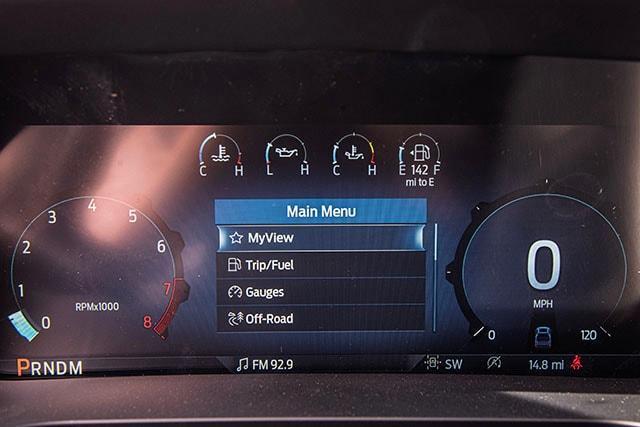 C H L H C H E 142 F
mi to E
Main Menu
MyView
Trip/Fuel
Gauges
Off-Road
0
1
2
3
4
5
6
7
8
RPMx1000
0
MPH
0 120
PRNDM
FM 92.9
SW
14.8 mi